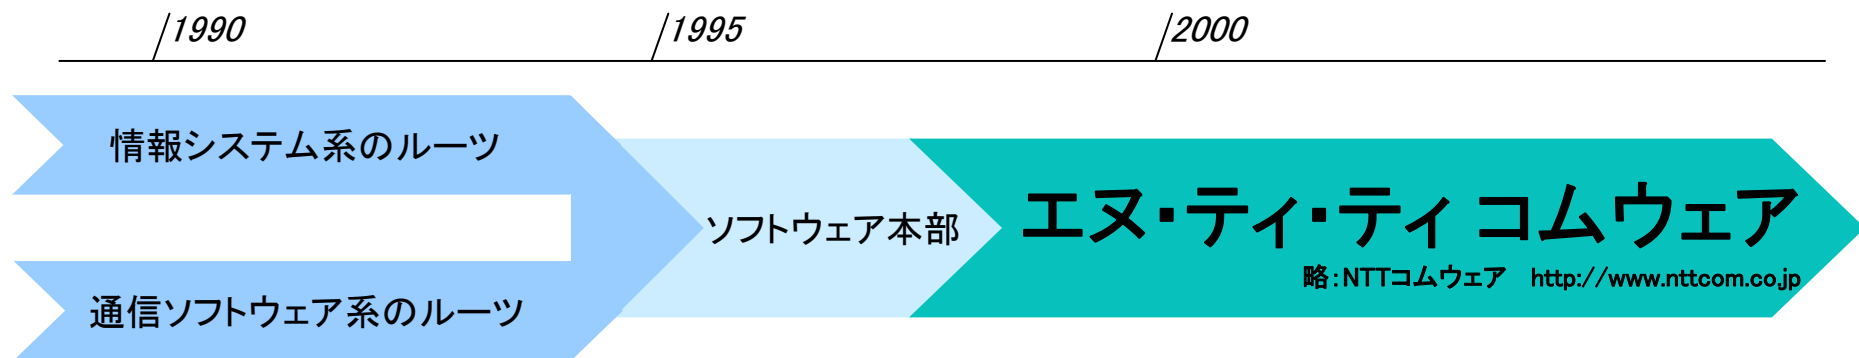 1990 1995 2000
情報システム系のルーツ
ソフトウェア本部
エヌ・ティ・ティ コムウェア
略:NTTコムウェア http://www.nttcom.co.jp
通信ソフトウェア系のルーツ